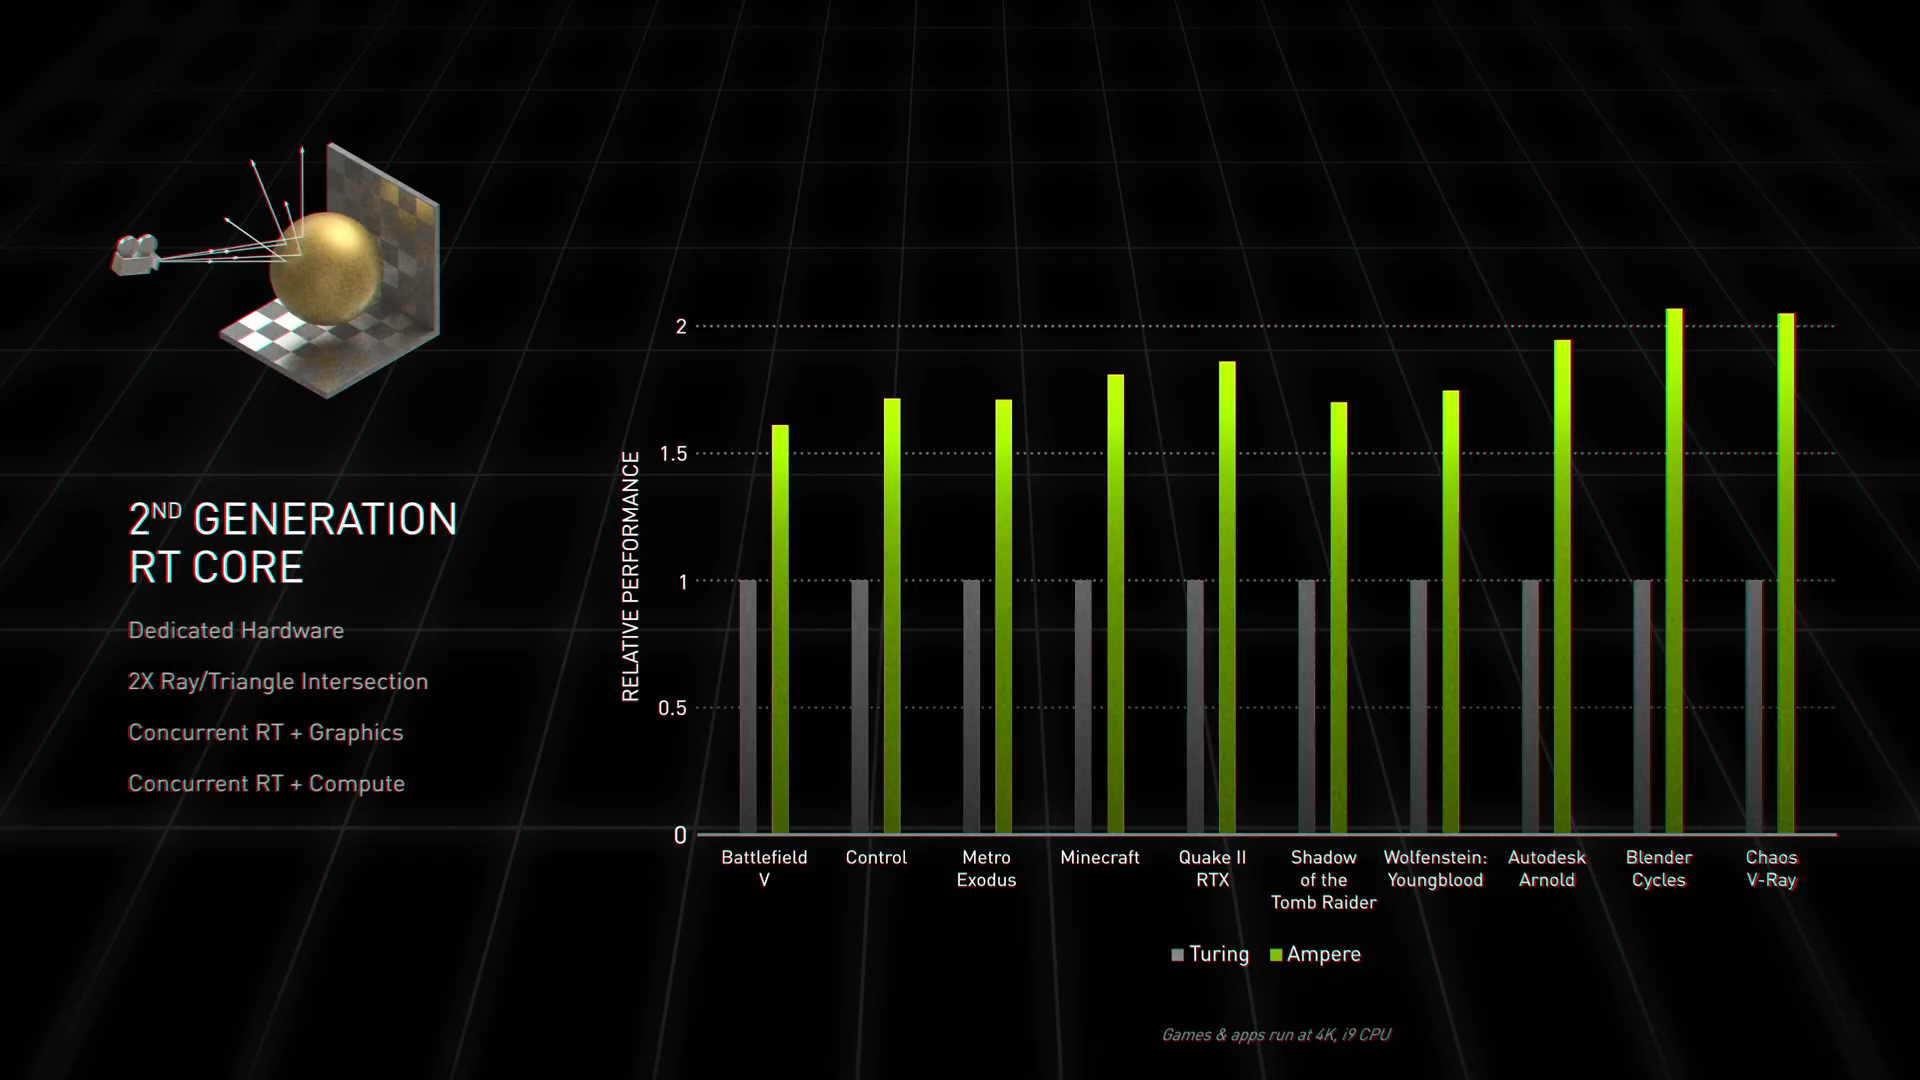 2ND GENERATION
RT CORE
Dedicated Hardware
2X Ray/Triangle Intersection
Concurrent RT + Graphics
Concurrent RT + Compute
RELATIVE PERFORMANCE
2
1.5
1
0.5
0
Battlefield
V
Control
Metro
Exodus
Minecraft
Quake II
RTX
Shadow
of the
Tomb Raider
Wolfenstein:
Youngblood
Autodesk
Arnold
Blender
Cycles
Chaos
V-Ray
Turing
Ampere
Games & apps run at 4K, i9 CPU